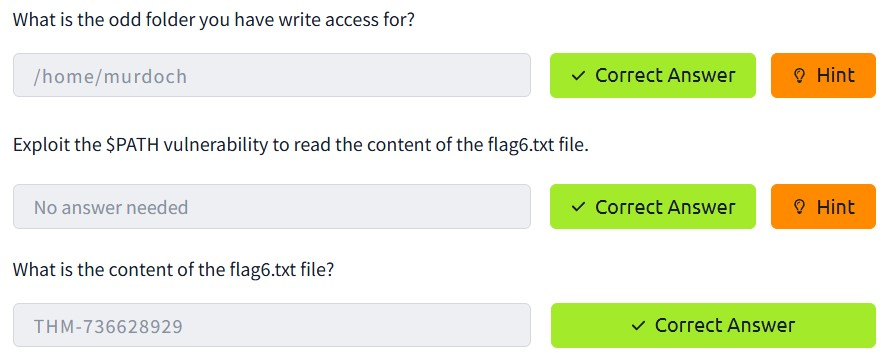 What is the odd folder you have write access for?
/home/murdoch
Correct Answer
Hint
Exploit the $PATH vulnerability to read the content of the flag6.txt file.
No answer needed
Correct Answer
Hint
What is the content of the flag6.txt file?
THM-736628929
Correct Answer